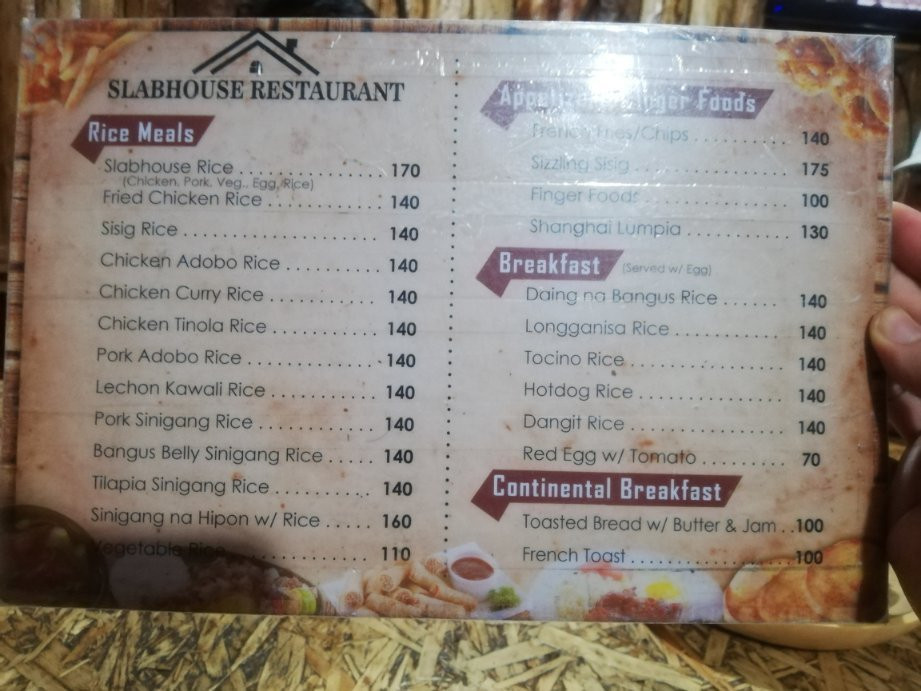 SLABHOUSE RESTAURANT
Rice Meals
Slabhouse Rice . . . . . . . . . . . . . . . . 170
(Chicken, Pork, Veg., Egg, Rice)
Fried Chicken Rice . . . . . . . . . . . . . 140
Sisig Rice . . . . . . . . . . . . . . . . . . . . . . 140
Chicken Adobo Rice . . . . . . . . . . . 140
Chicken Curry Rice . . . . . . . . . . . . . 140
Chicken Tinola Rice . . . . . . . . . . . . 140
Pork Adobo Rice . . . . . . . . . . . . . . . 140
Lechon Kawali Rice . . . . . . . . . . . . 140
Pork Sinigang Rice . . . . . . . . . . . . . . 140
Bangus Belly Sinigang Rice . . . . . . 140
Tilapia Sinigang Rice . . . . . . . . . . . . 140
Sinigang na Hipon w/ Rice . . . . . 160
Vegetable Rice . . . . . . . . . . . . . . . . 110
Appetizers Finger Foods
French Fries/Chips . . . . . . . . . . 140
Sizzling Sisig . . . . . . . . . . . . . . . . 175
Finger Foods . . . . . . . . . . . . . . . 100
Shanghai Lumpia . . . . . . . . . . . 130
Breakfast (Served w/ Egg)
Daing na Bangus Rice . . . . . . . 140
Longganisa Rice . . . . . . . . . . . . 140
Tocino Rice . . . . . . . . . . . . . . . . . 140
Hotdog Rice . . . . . . . . . . . . . . . . 140
Dangit Rice . . . . . . . . . . . . . . . . . 140
Red Egg w/ Tomato . . . . . . . . . 70
Continental Breakfast
Toasted Bread w/ Butter & Jam . . 100
French Toast . . . . . . . . . . . . . . . . . 100